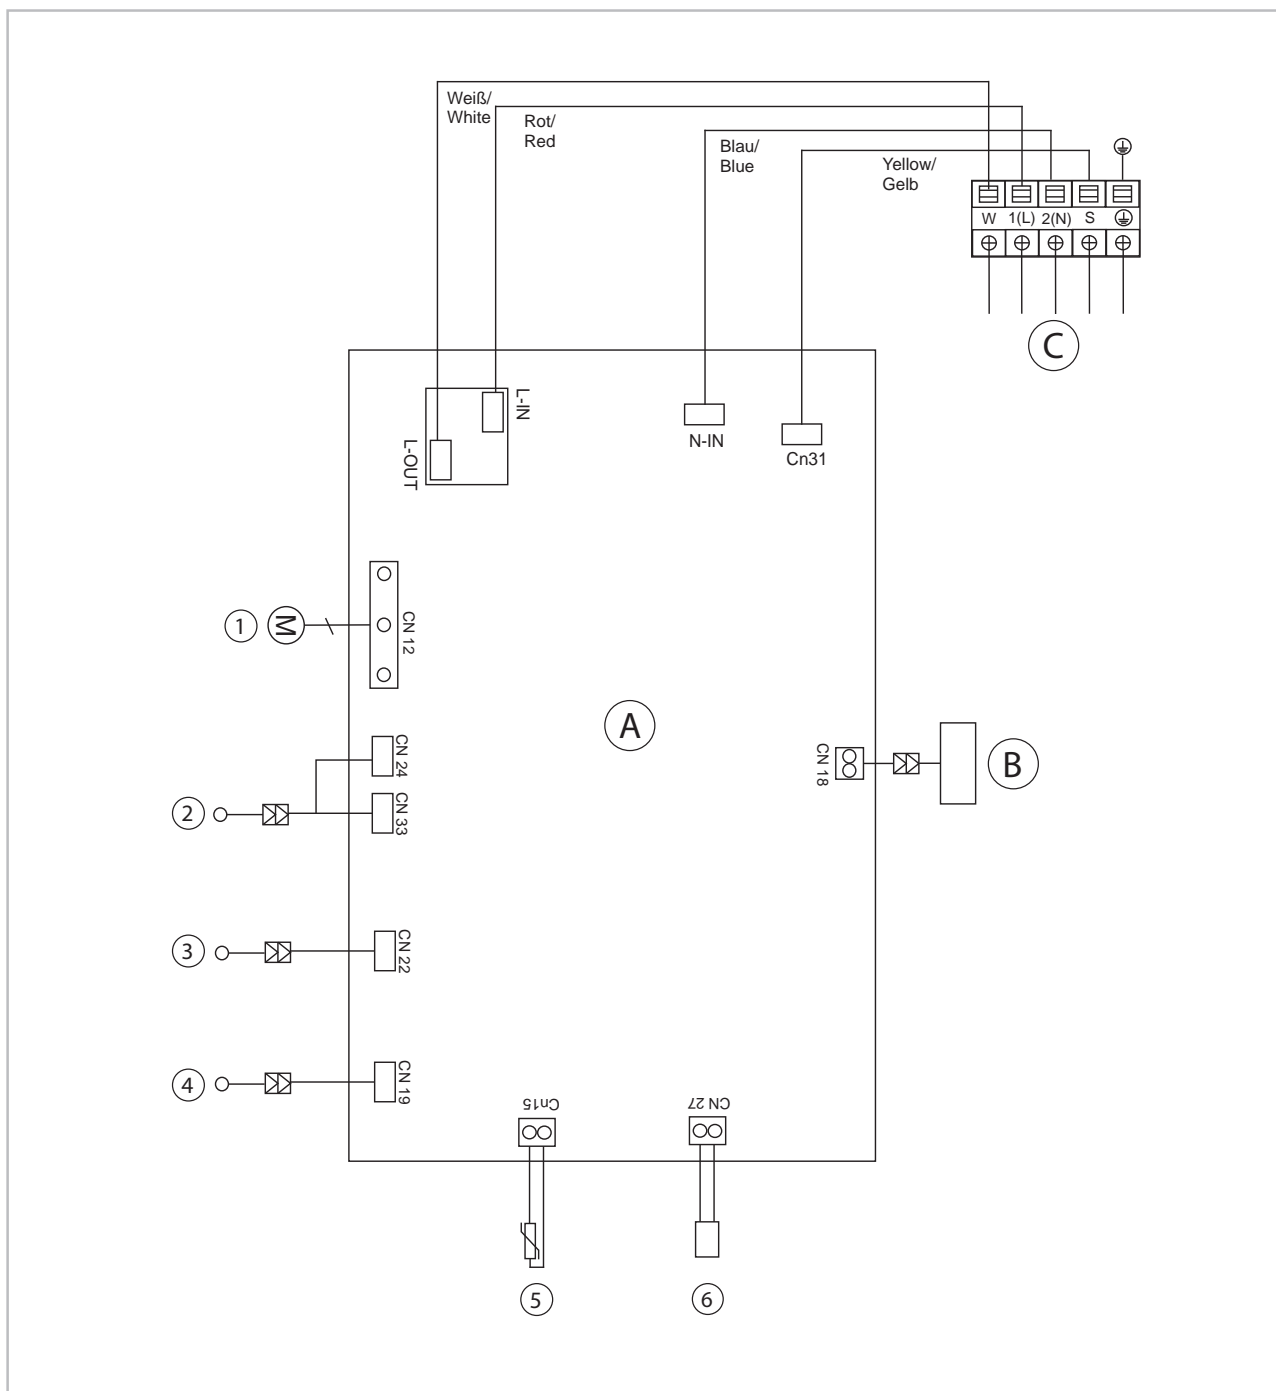 Weiß/
White
Rot/
Red
Blau/
Blue
Yellow/
Gelb
W 1(L) 2(N) S
C
L-IN
L-OUT
N-IN
Cn31
1 M CN 12
A
CN 24
2 CN 33
CN 18
B
3 CN 22
4 CN 19
Cn15
CN 27
5
6